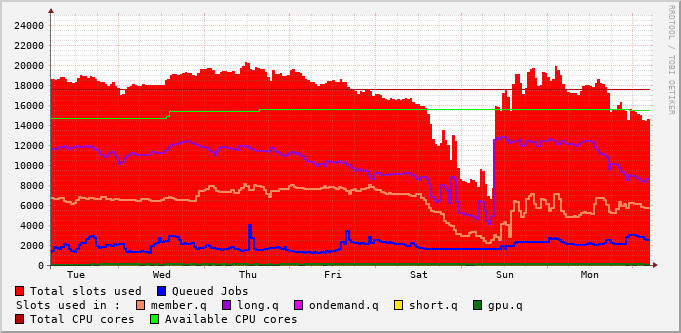 RRDTOOL / TOBI OETIKER
24000
22000
20000
18000
16000
14000
12000
10000
8000
6000
4000
2000
0
Tue Wed Thu Fri Sat Sun Mon
Total slots used Queued Jobs
Slots used in : member.q long.q ondemand.q short.q gpu.q
Total CPU cores Available CPU cores